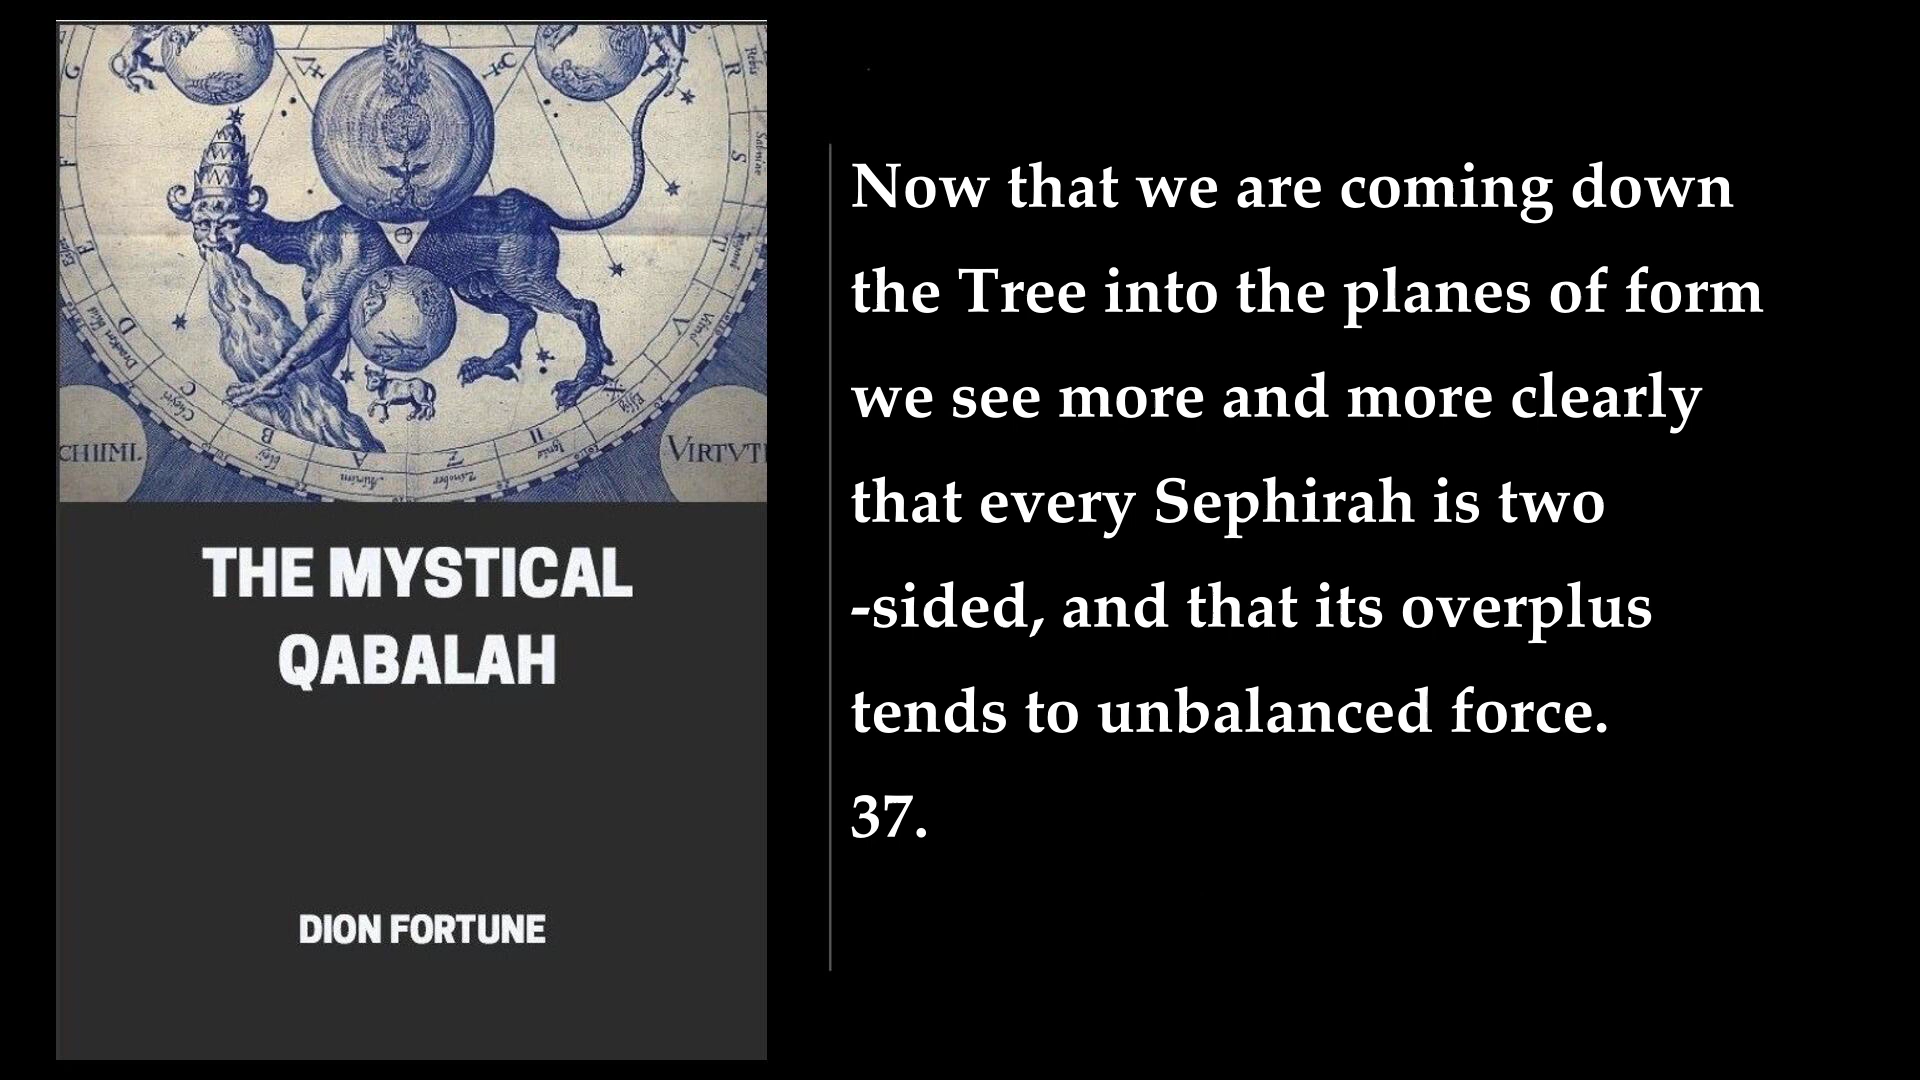 CHIIMI.
VIRTVTI
THE MYSTICAL
QABALAH
DION FORTUNE
Now that we are coming down
the Tree into the planes of form
we see more and more clearly
that every Sephirah is two
-sided, and that its overplus
tends to unbalanced force.
37.